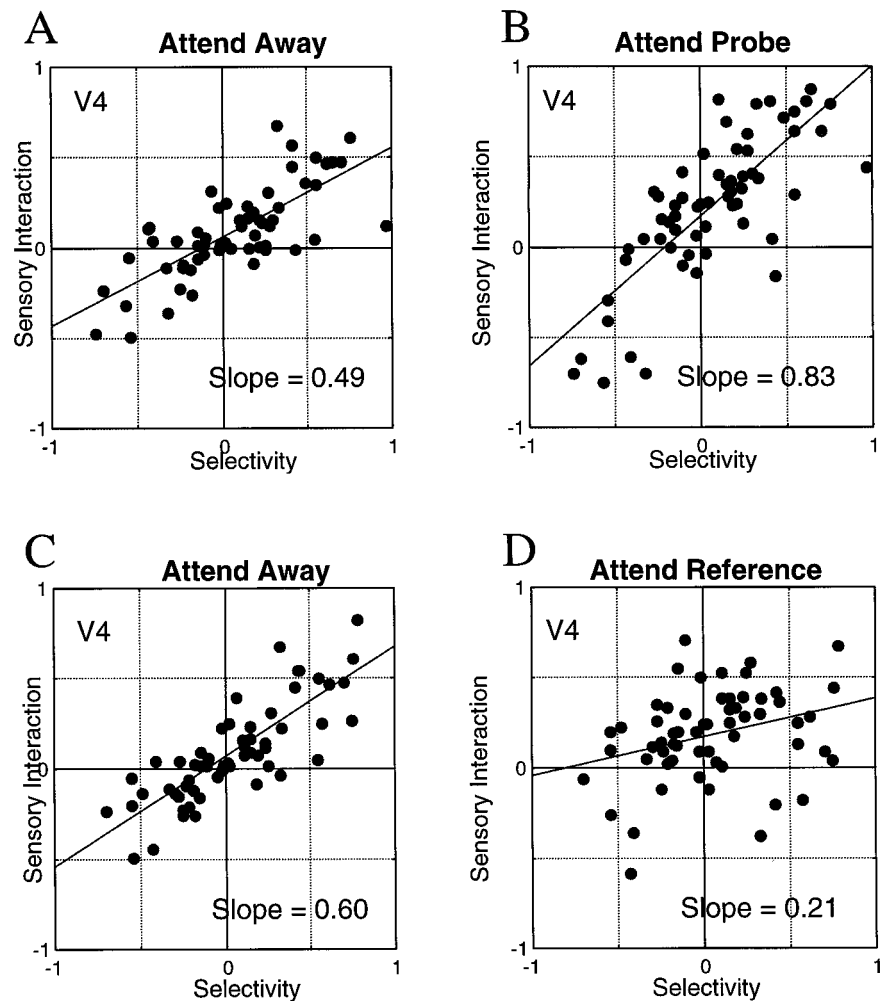 A
Attend Away
1
V4
Sensory Interaction
0
Slope = 0.49
-1
-1
0
1
Selectivity
B
Attend Probe
1
V4
Sensory Interaction
0
Slope = 0.83
-1
-1
0
1
Selectivity
C
Attend Away
1
V4
Sensory Interaction
0
Slope = 0.60
-1
-1
0
1
Selectivity
D
Attend Reference
1
V4
Sensory Interaction
0
Slope = 0.21
-1
-1
0
1
Selectivity